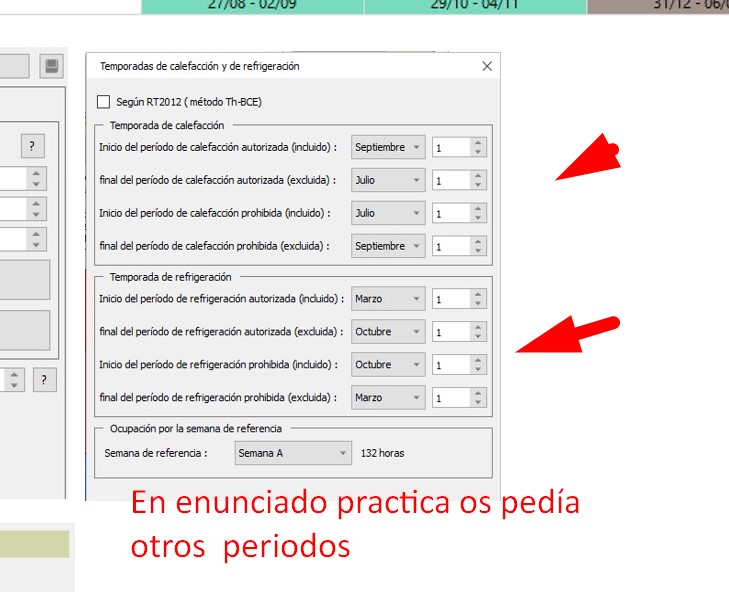 27/08 - 02/09 29/10 - 04/11 31/12 - 06/0
Temporadas de calefacción y de refrigeración
Según RT2012 ( método Th-BCE)
Temporada de calefacción
Inicio del período de calefacción autorizada (incluido) : Septiembre 1
final del período de calefacción autorizada (excluida) : Julio 1
Inicio del período de calefacción prohibida (incluido) : Julio 1
final del período de calefacción prohibida (excluida) : Septiembre 1
Temporada de refrigeración
Inicio del período de refrigeración autorizada (incluido) : Marzo 1
final del período de refrigeración autorizada (excluida) : Octubre 1
Inicio del período de refrigeración prohibida (incluido) : Octubre 1
final del período de refrigeración prohibida (excluida) : Marzo 1
Ocupación por la semana de referencia
Semana de referencia : Semana A 132 horas
?
?
En enunciado practica os pedía
otros periodos